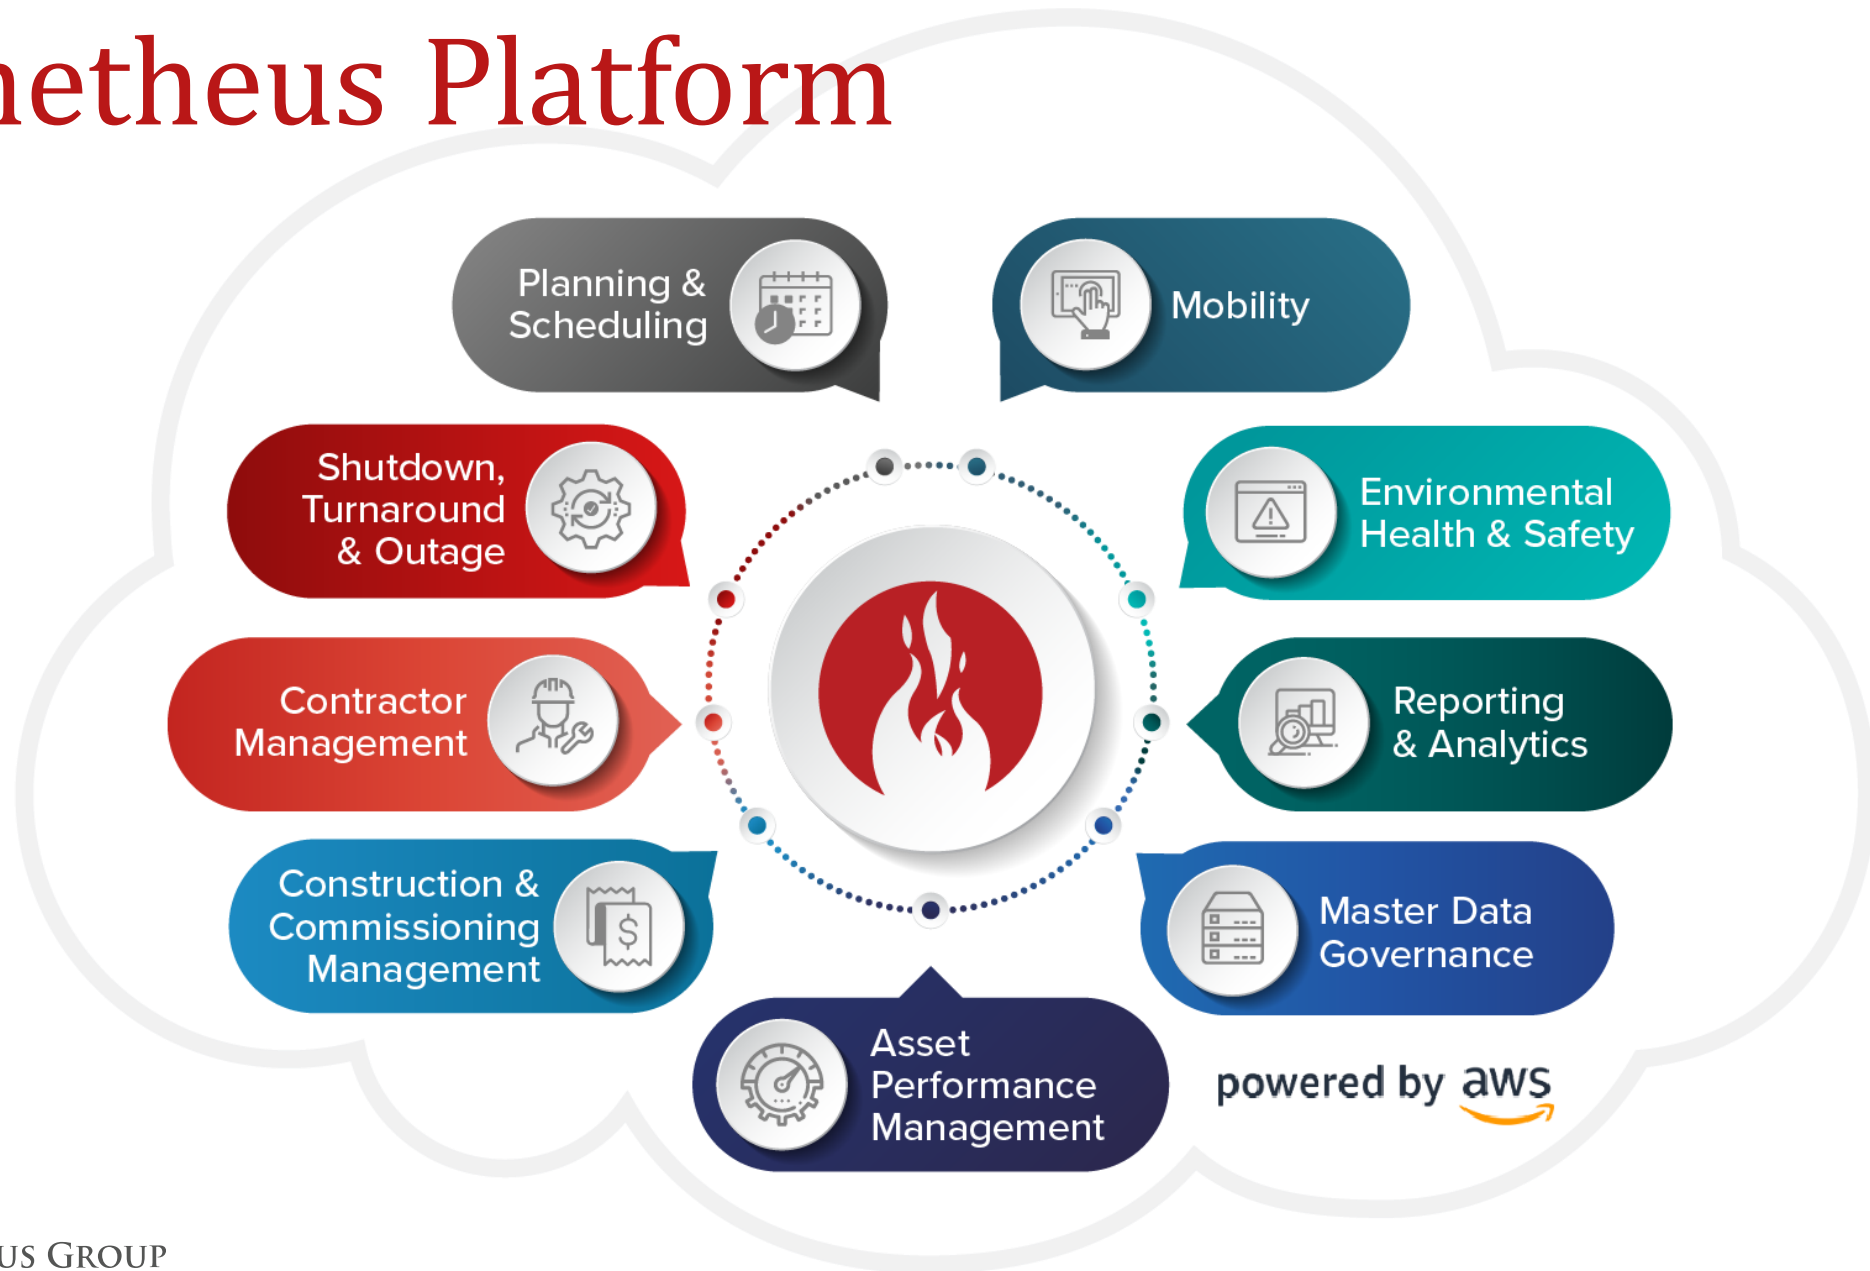 netheus Platform
Planning &
Scheduling
Mobility
Shutdown,
Turnaround
& Outage
Environmental
Health & Safety
Contractor
Management
Reporting
& Analytics
Construction &
Commissioning
Management
Master Data
Governance
Asset
Performance
Management
powered by aws
US GROUP